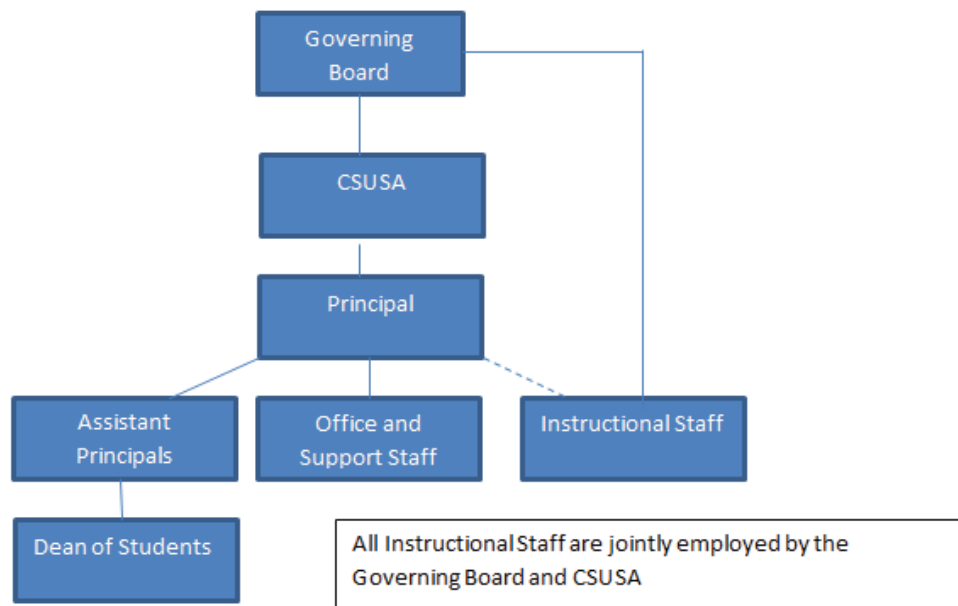 Governing
Board
CSUSA
Principal
Assistant
Principals
Office and
Support Staff
Instructional Staff
Dean of Students
All Instructional Staff are jointly employed by the
Governing Board and CSUSA